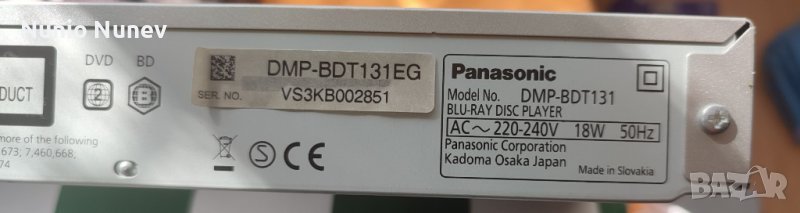 Nunjo Nunev
DUCT
DVD
BD
2
B
more of the following
673; 7,460,668;
74
DMP-BDT131EG
SER. NO. VS3KB002851
S CE
Panasonic
Model No. DMP-BDT131
BLU-RAY DISC PLAYER
AC～ 220-240V 18W 50Hz
Panasonic Corporation
Kadoma Osaka Japan
Made in Slovakia
BAZAR